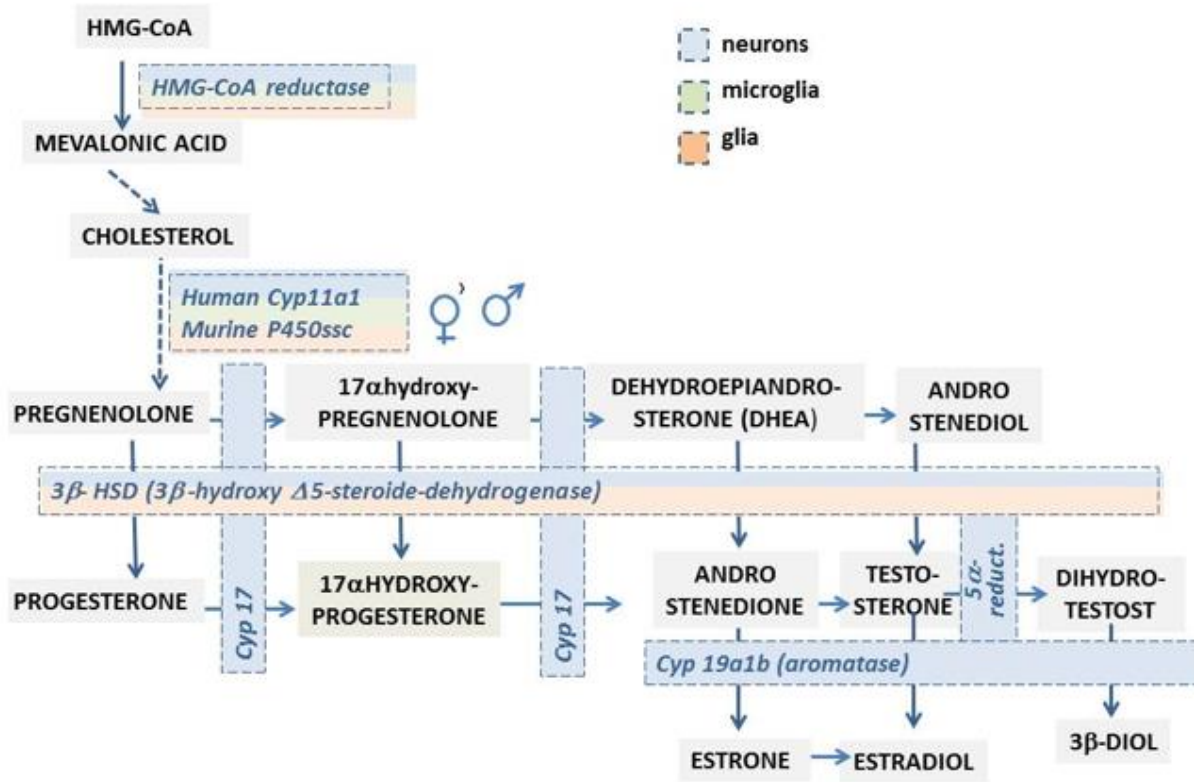 HMG-CoA
neurons
HMG-CoA reductase
microglia
MEVALONIC ACID
glia
CHOLESTEROL
Human Cyp11a1
Murine P450ssc
PREGNENOLONE
17αhydroxy-
PREGNENOLONE
DEHYDROEPIANDRO-
STERONE (DHEA)
ANDRO
STENEDIOL
3β- HSD (3β-hydroxy Δ5-steroide-dehydrogenase)
PROGESTERONE
Cyp 17
17αHYDROXY-
PROGESTERONE
Cyp 17
ANDRO
STENEDIONE
TESTO-
STERONE
5α-
reduct.
DIHYDRO-
TESTOST
Cyp 19a1b (aromatase)
ESTRONE
ESTRADIOL
3β-DIOL